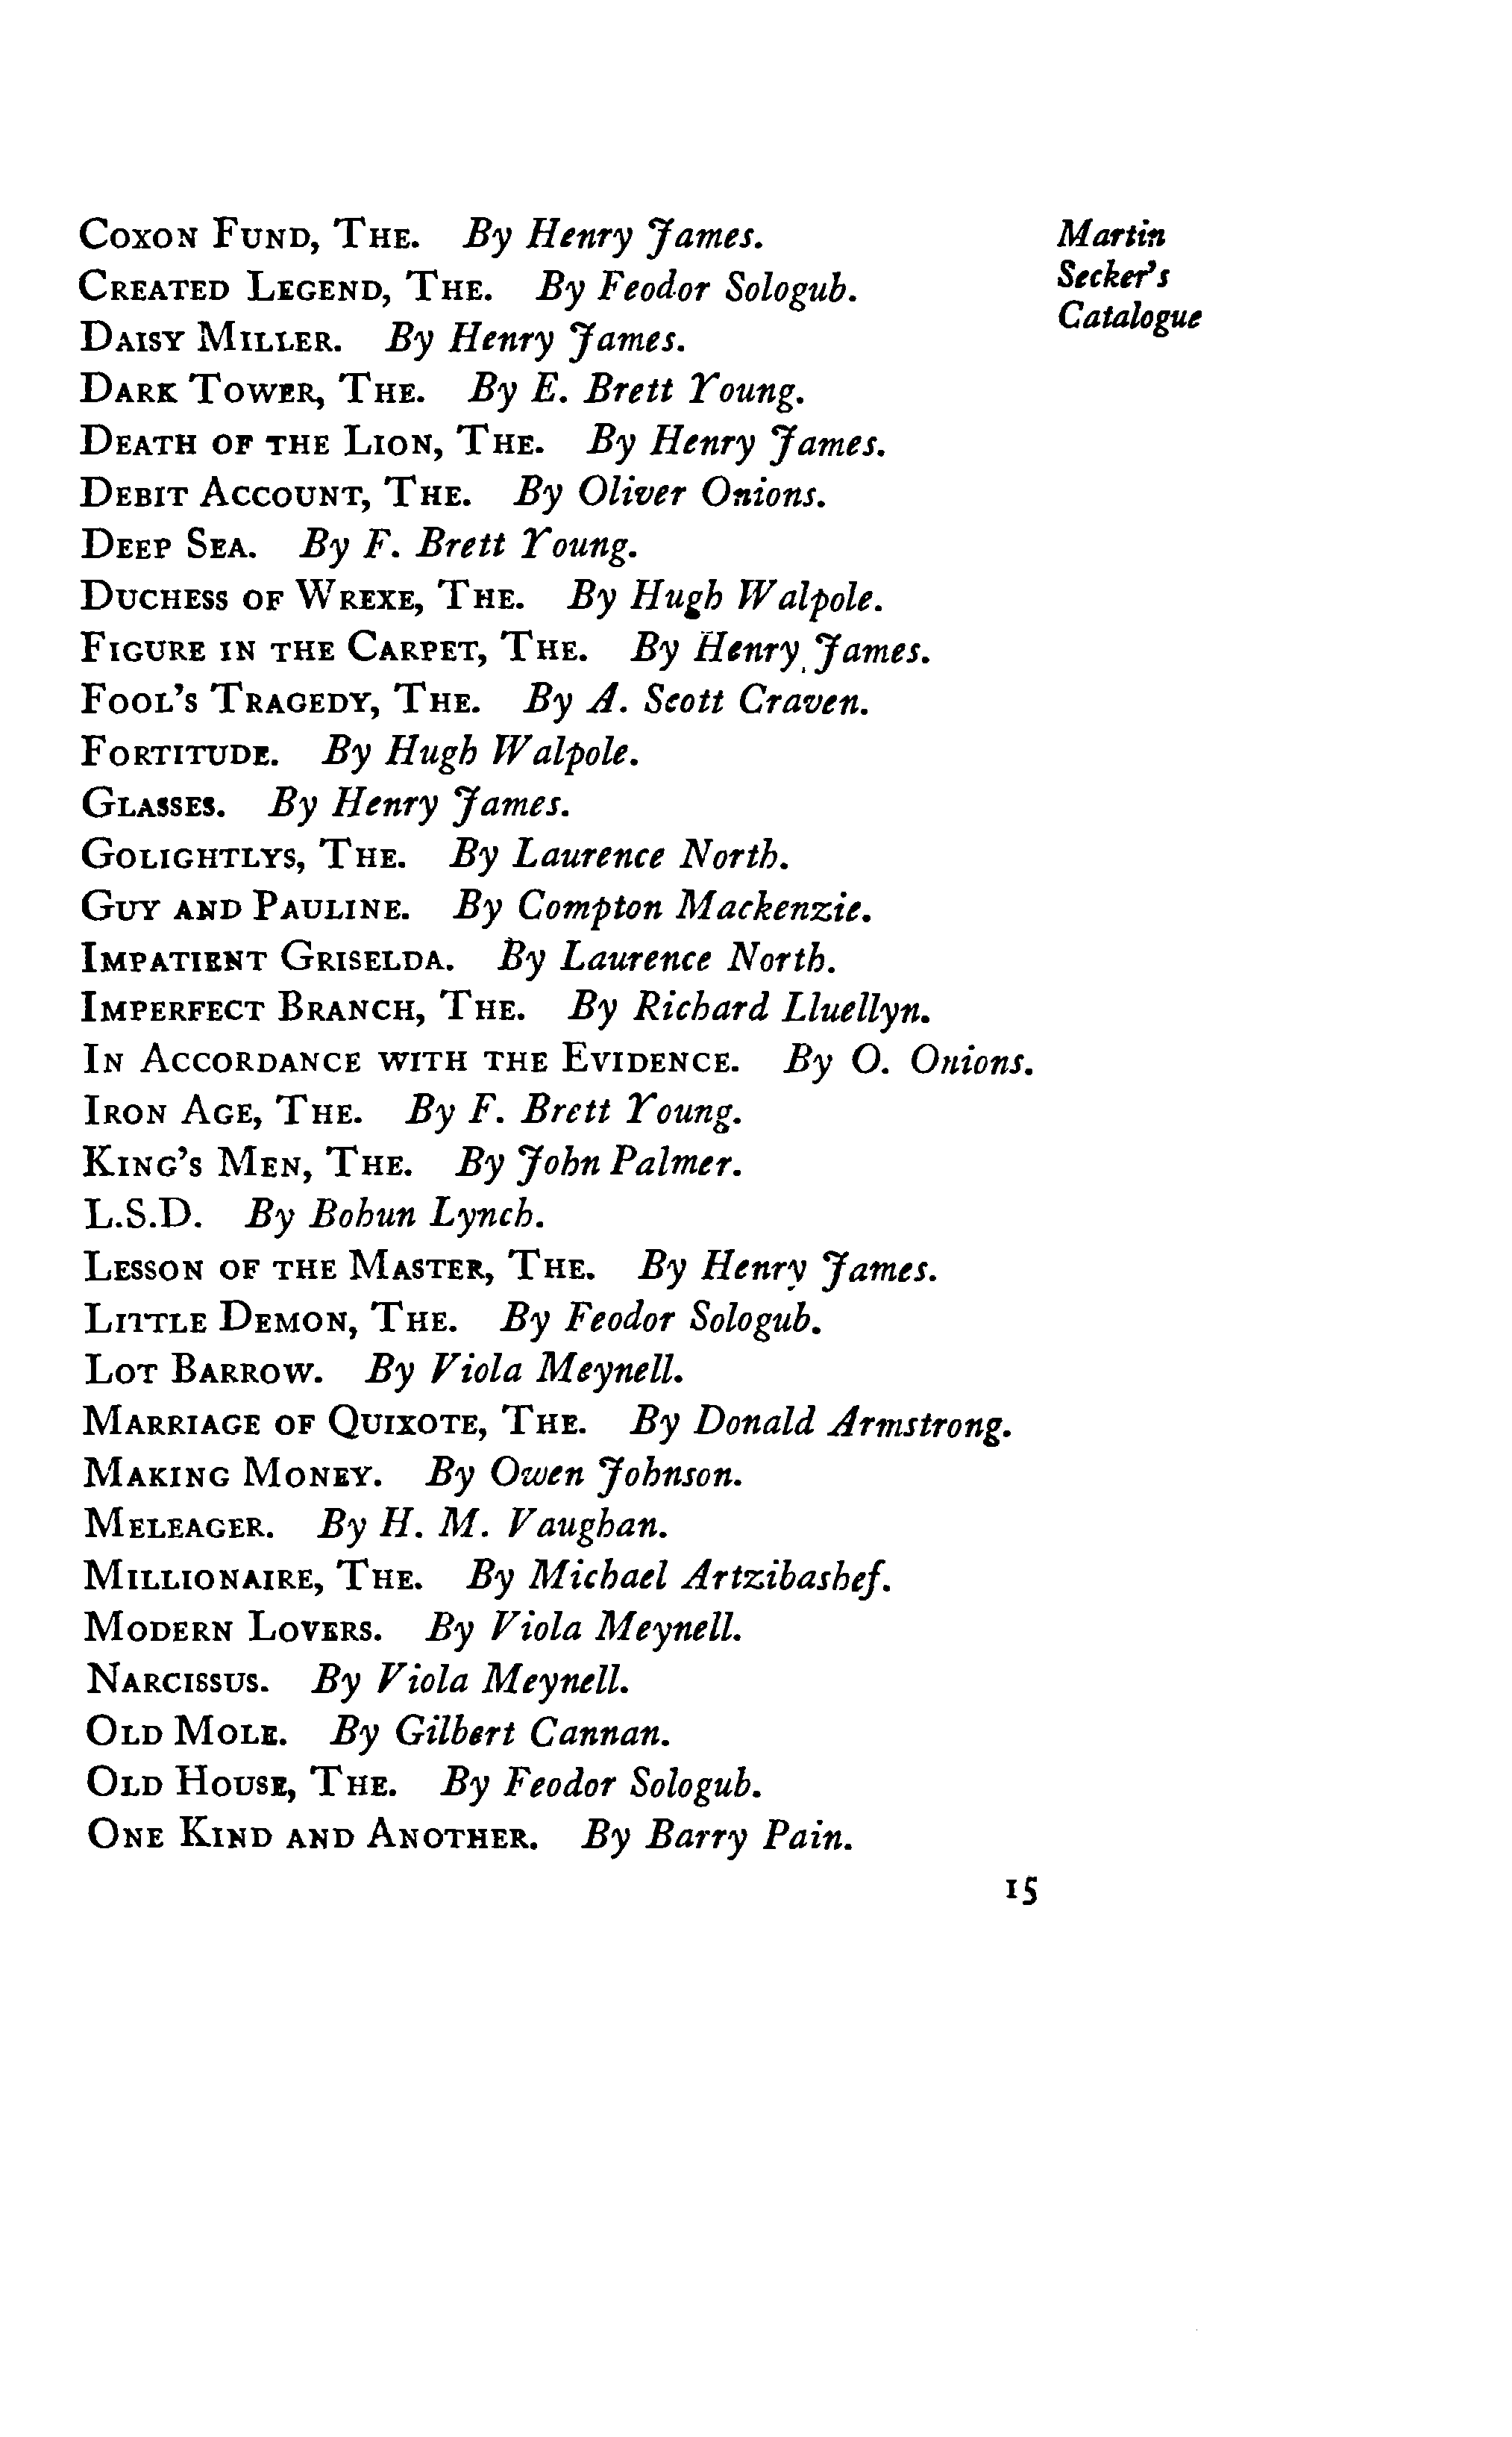 Martin
Secker's
Catalogue
COXON FUND, THE. By Henry James.
CREATED LEGEND, THE. By Feodor Sologub.
DAISY MILLER. By Henry James.
DARK TOWER, THE. By E. Brett Young.
DEATH OF THE LION, THE. By Henry James.
DEBIT ACCOUNT, THE. By Oliver Onions.
DEEP SEA. By F. Brett Young.
DUCHESS OF WREXE, THE. By Hugh Walpole.
FIGURE IN THE CARPET, THE. By Henry James.
FOOL'S TRAGEDY, THE. By A. Scott Craven.
FORTITUDE. By Hugh Walpole.
GLASSES. By Henry James.
GOLIGHTLYS, THE. By Laurence North.
GUY AND PAULINE. By Compton Mackenzie.
IMPATIENT GRISELDA. By Laurence North.
IMPERFECT BRANCH, THE. By Richard Lluellyn.
IN ACCORDANCE WITH THE EVIDENCE. By O. Onions.
IRON AGE, THE. By F. Brett Young.
KING'S MEN, THE. By John Palmer.
L.S.D. By Bohun Lynch.
LESSON OF THE MASTER, THE. By Henry James.
LITTLE DEMON, THE. By Feodor Sologub.
LOT BARROW. By Viola Meynell.
MARRIAGE OF QUIXOTE, THE. By Donald Armstrong.
MAKING MONEY. By Owen Johnson.
MELEAGER. By H. M. Vaughan.
MILLIONAIRE, THE. By Michael Artzibashef.
MODERN LOVERS. By Viola Meynell.
NARCISSUS. By Viola Meynell.
OLD MOLE. By Gilbert Cannan.
OLD HOUSE, THE. By Feodor Sologub.
ONE KIND AND ANOTHER. By Barry Pain.
15